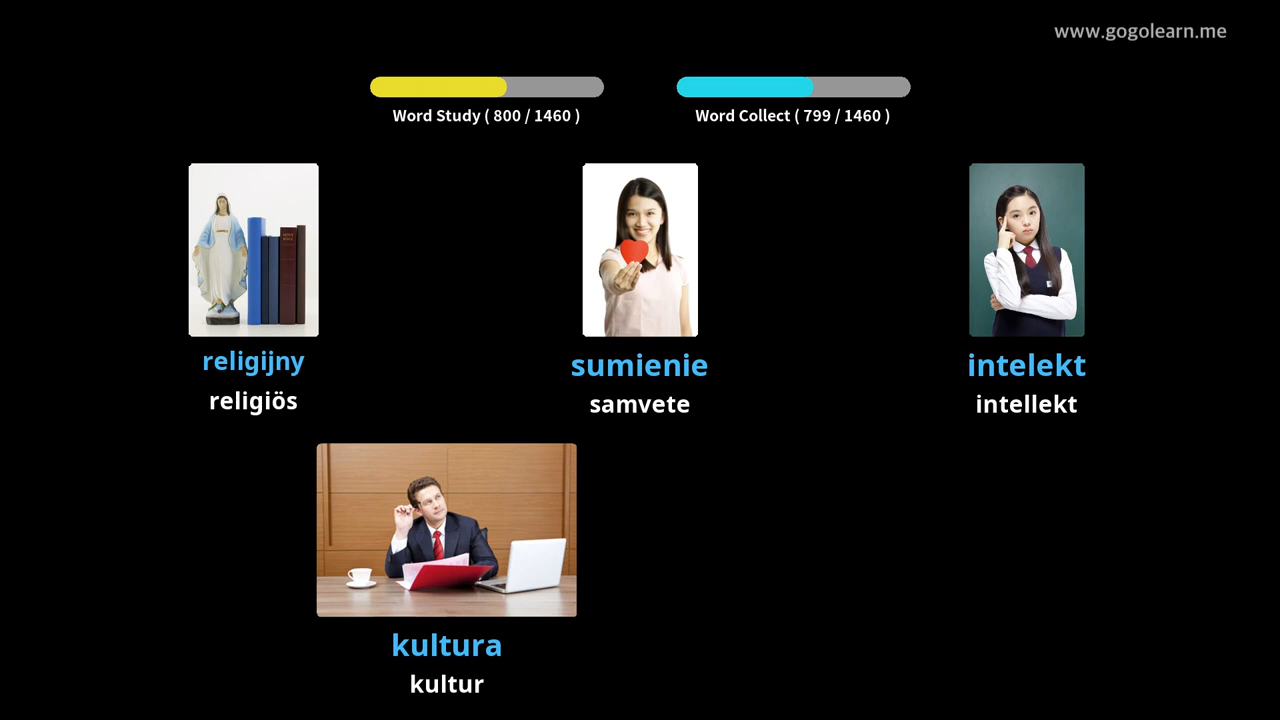 www.gogolearn.me
Word Study ( 800 / 1460 )
Word Collect ( 799 / 1460 )
religijny
religiös
sumienie
samvete
intelekt
intellekt
kultura
kultur